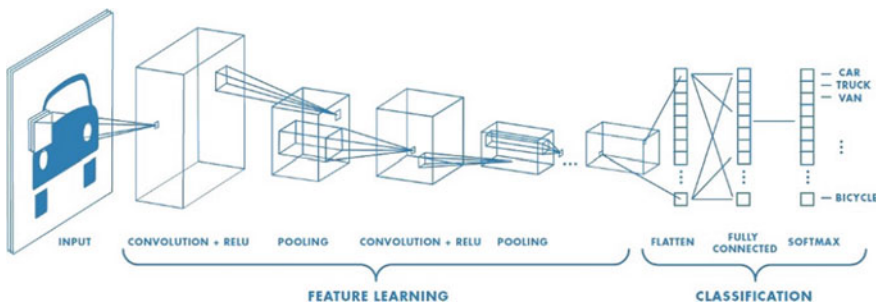 CAR
TRUCK
VAN
BICYCLE
INPUT
CONVOLUTION + RELU
POOLING
CONVOLUTION + RELU
POOLING
FLATTEN
FULLY
CONNECTED
SOFTMAX
FEATURE LEARNING
CLASSIFICATION